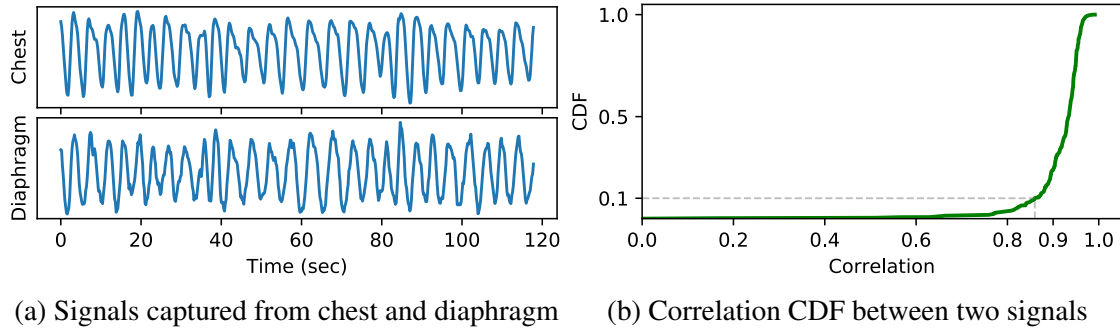 Chest
Diaphragm
0 20 40 60 80 100 120
Time (sec)
(a) Signals captured from chest and diaphragm
1.0
0.5
0.1
CDF
0.0 0.2 0.4 0.6 0.8 0.9 1.0
Correlation
(b) Correlation CDF between two signals